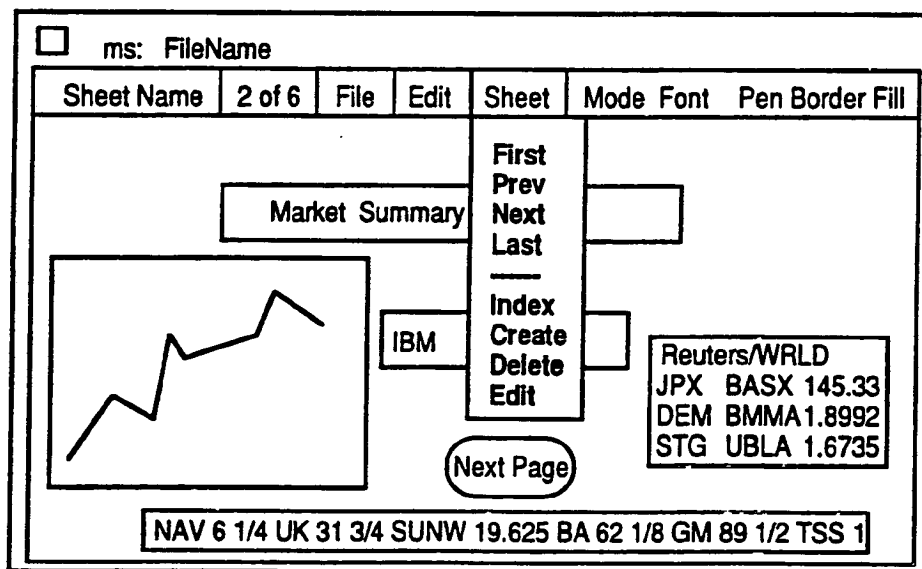 ms: FileName
Sheet Name 2 of 6 File Edit Sheet Mode Font Pen Border Fill
First
Prev
Next
Last
Index
Create
Delete
Edit
Market Summary
IBM
Reuters/WRLD
JPX BASX 145.33
DEM BMMA 1.8992
STG UBLA 1.6735
Next Page
NAV 6 1/4 UK 31 3/4 SUNW 19.625 BA 62 1/8 GM 89 1/2 TSS 1